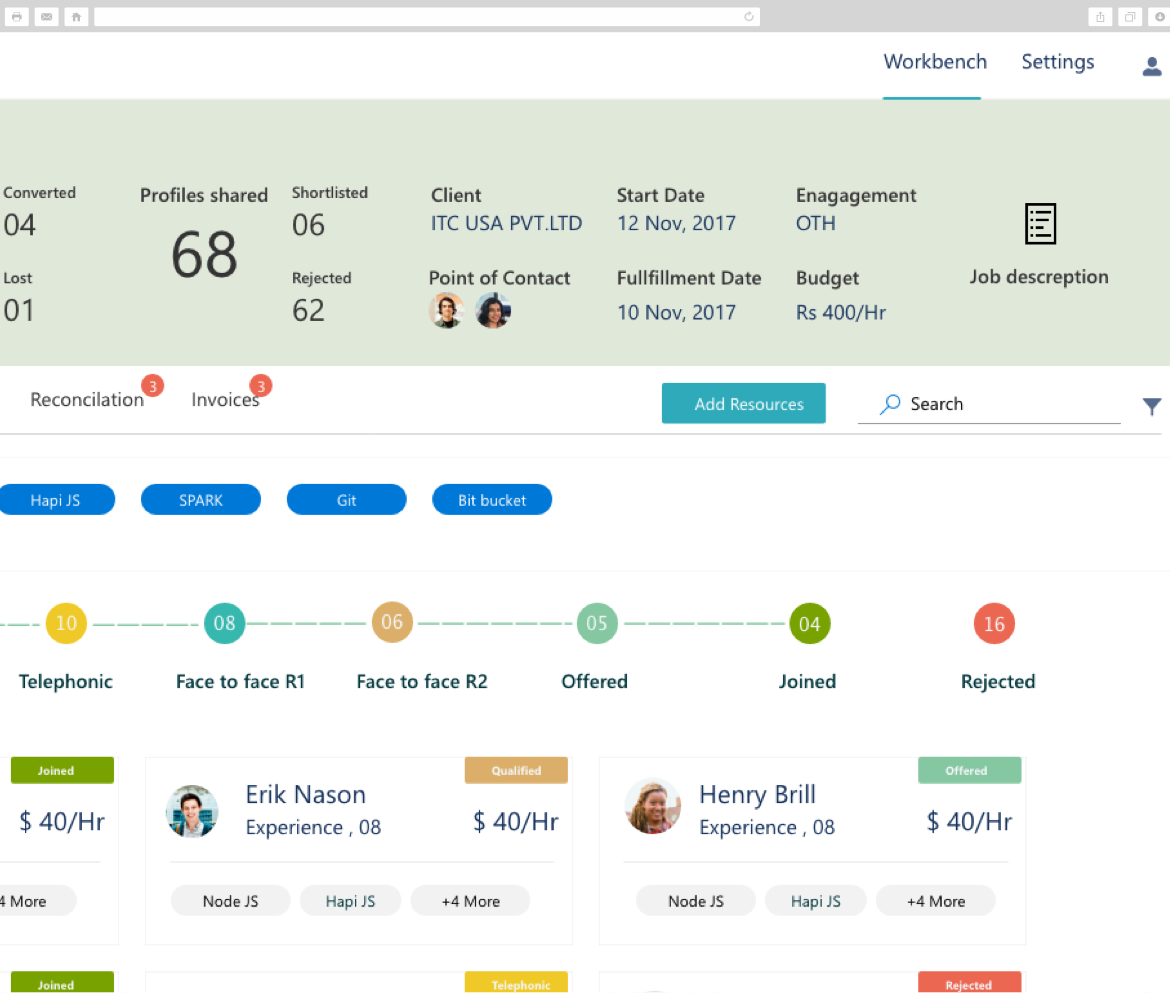 Workbench Settings
Converted
04
Profiles shared
68
Shortlisted
06
Client
ITC USA PVT.LTD
Start Date
12 Nov, 2017
Enagagement
OTH
Lost
01
Rejected
62
Point of Contact
Fullfillment Date
10 Nov, 2017
Budget
Rs 400/Hr
Job descreption
Reconcilation 3
Invoices 3
Add Resources
Search
Hapi JS
SPARK
Git
Bit bucket
10
08
06
05
04
16
Telephonic
Face to face R1
Face to face R2
Offered
Joined
Rejected
Joined
$ 40/Hr
4 More
Qualified
Erik Nason
Experience , 08
$ 40/Hr
Node JS
Hapi JS
+4 More
Offered
Henry Brill
Experience , 08
$ 40/Hr
Node JS
Hapi JS
+4 More
Joined
Telephonic
Rejected